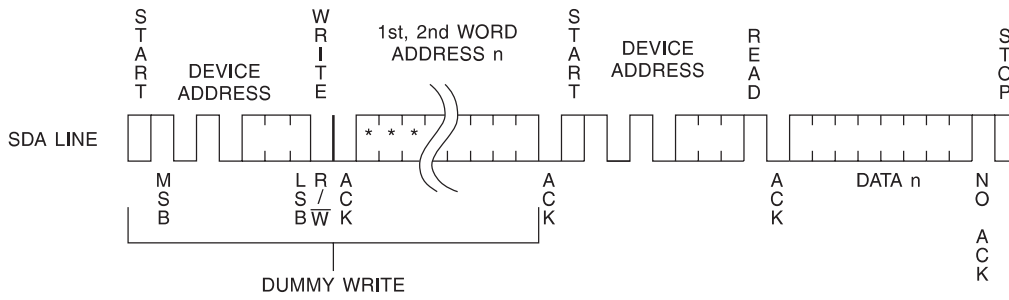 START
WRITE
1st, 2nd WORD
ADDRESS n
START
READ
STOP
DEVICE
ADDRESS
DEVICE
ADDRESS
SDA LINE
* * *
MSB
LSB
R/W
ACK
ACK
ACK
DATA n
NO ACK
DUMMY WRITE